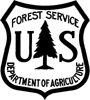 FOREST SERVICE
U S
DEPARTMENT OF AGRICULTURE